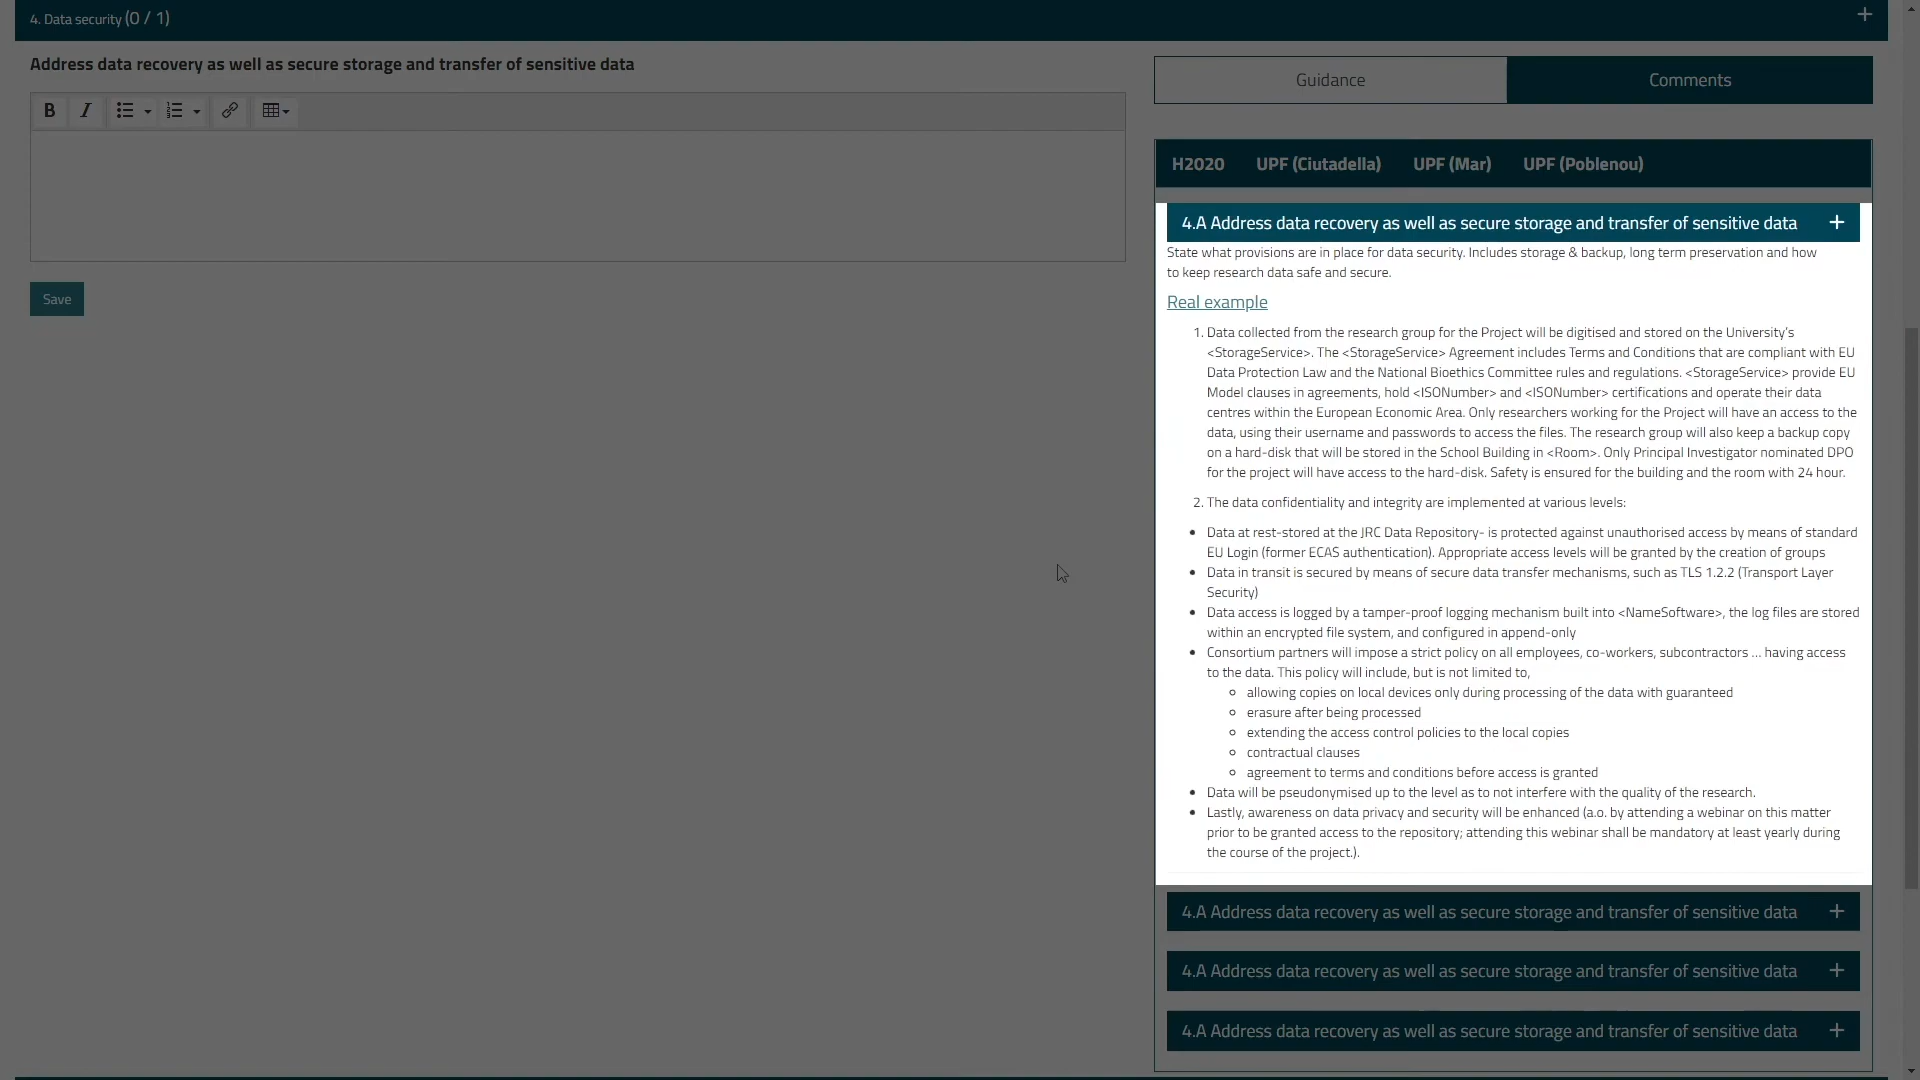 4. Data security (0 / 1)
Address data recovery as well as secure storage and transfer of sensitive data
B I
Save
Guidance
Comments
H2020 UPF (Ciutadella) UPF (Mar) UPF (Poblenou)
4.A Address data recovery as well as secure storage and transfer of sensitive data +
State what provisions are in place for data security. Includes storage & backup, long term preservation and how
to keep research data safe and secure.
Real example
1. Data collected from the research group for the Project will be digitised and stored on the University's
<StorageService>. The <StorageService> Agreement includes Terms and Conditions that are compliant with EU
Data Protection Law and the National Bioethics Committee rules and regulations. <StorageService> provide EU
Model clauses in agreements, hold <ISONumber> and <ISONumber> certifications and operate their data
centres within the European Economic Area. Only researchers working for the Project will have an access to the
data, using their username and passwords to access the files. The research group will also keep a backup copy
on a hard-disk that will be stored in the School Building in <Room>. Only Principal Investigator nominated DPO
for the project will have access to the hard-disk. Safety is ensured for the building and the room with 24 hour.
2. The data confidentiality and integrity are implemented at various levels:
• Data at rest-stored at the JRC Data Repository- is protected against unauthorised access by means of standard
EU Login (former ECAS authentication). Appropriate access levels will be granted by the creation of groups
• Data in transit is secured by means of secure data transfer mechanisms, such as TLS 1.2.2 (Transport Layer
Security)
• Data access is logged by a tamper-proof logging mechanism built into <NameSoftware>, the log files are stored
within an encrypted file system, and configured in append-only
• Consortium partners will impose a strict policy on all employees, co-workers, subcontractors ... having access
to the data. This policy will include, but is not limited to,
◦ allowing copies on local devices only during processing of the data with guaranteed
◦ erasure after being processed
◦ extending the access control policies to the local copies
◦ contractual clauses
◦ agreement to terms and conditions before access is granted
• Data will be pseudonymised up to the level as to not interfere with the quality of the research.
• Lastly, awareness on data privacy and security will be enhanced (a.o. by attending a webinar on this matter
prior to be granted access to the repository; attending this webinar shall be mandatory at least yearly during
the course of the project.).
4.A Address data recovery as well as secure storage and transfer of sensitive data +
4.A Address data recovery as well as secure storage and transfer of sensitive data +
4.A Address data recovery as well as secure storage and transfer of sensitive data +